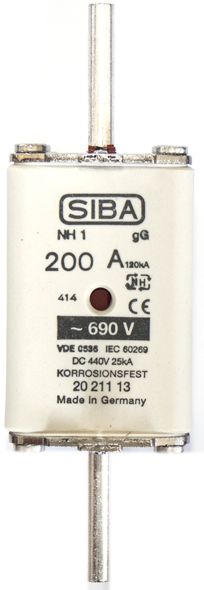 SIBA
NH 1 gG
200 A 120kA
NH
414 CE
~ 690 V
VDE 0636 IEC 60269
DC 440V 25kA
KORROSIONSFEST
20 211 13
Made in Germany